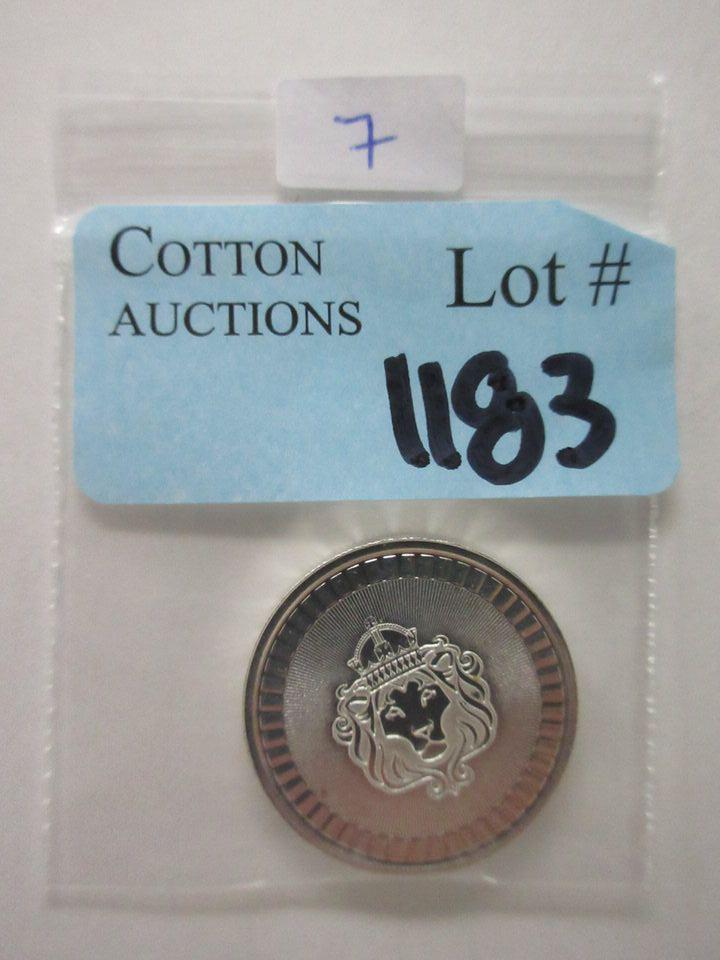 7
COTTON
AUCTIONS
Lot #
1183